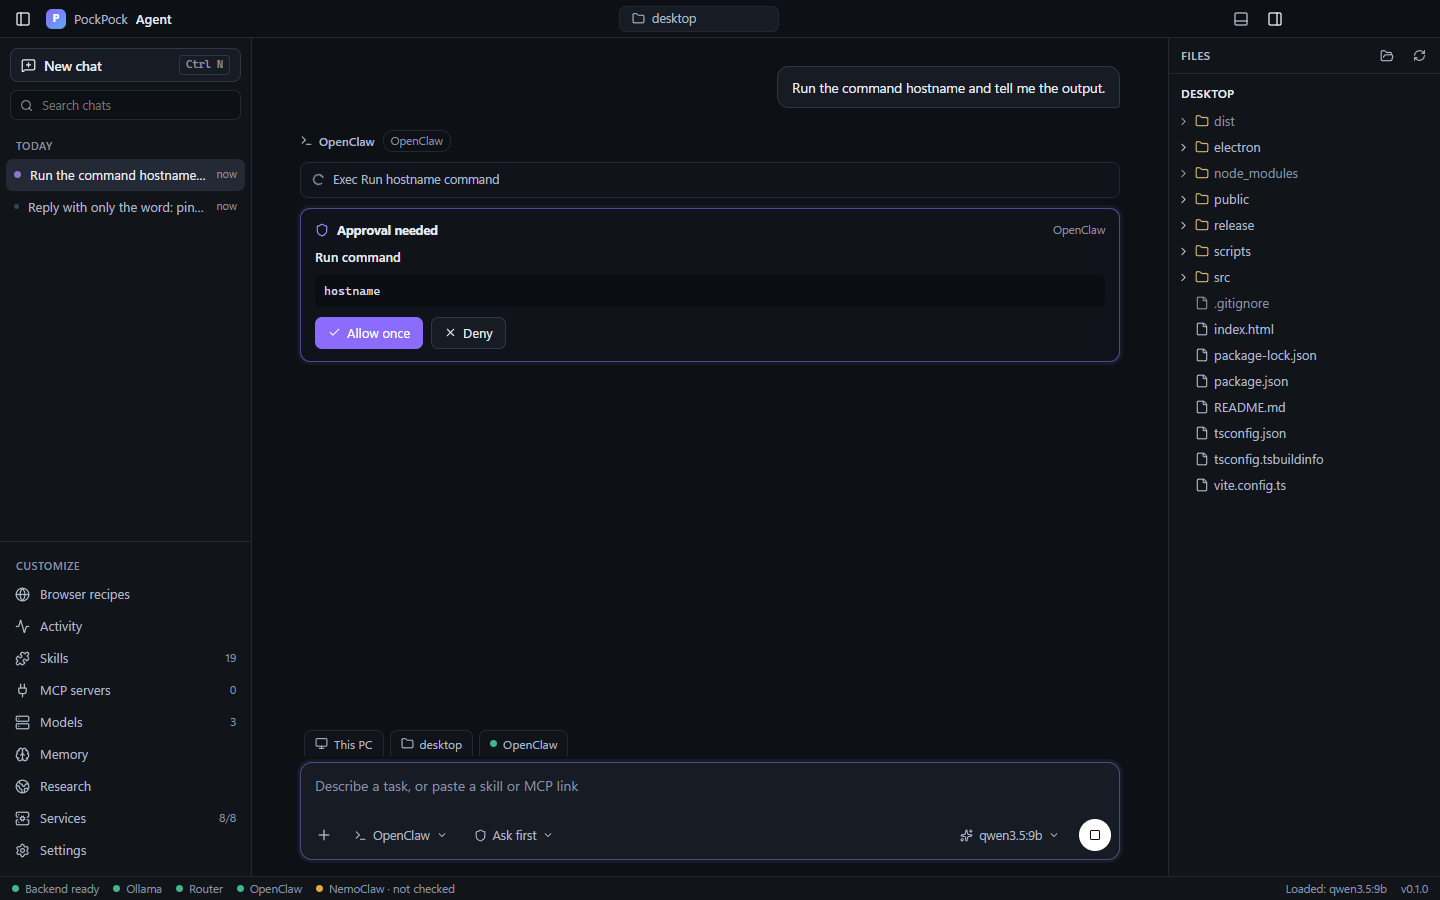 PockPock Agent
desktop
New chat
Ctrl N
Search chats
TODAY
Run the command hostname... now
Reply with only the word: pin... now
CUSTOMIZE
Browser recipes
Activity
Skills 19
MCP servers 0
Models 3
Memory
Research
Services 8/8
Settings
Run the command hostname and tell me the output.
OpenClaw OpenClaw
Exec Run hostname command
Approval needed OpenClaw
Run command
hostname
Allow once Deny
This PC desktop OpenClaw
Describe a task, or paste a skill or MCP link
OpenClaw Ask first qwen3.5:9b
FILES
DESKTOP
dist
electron
node_modules
public
release
scripts
src
.gitignore
index.html
package-lock.json
package.json
README.md
tsconfig.json
tsconfig.tsbuildinfo
vite.config.ts
Backend ready Ollama Router OpenClaw NemoClaw · not checked Loaded: qwen3.5:9b v0.1.0